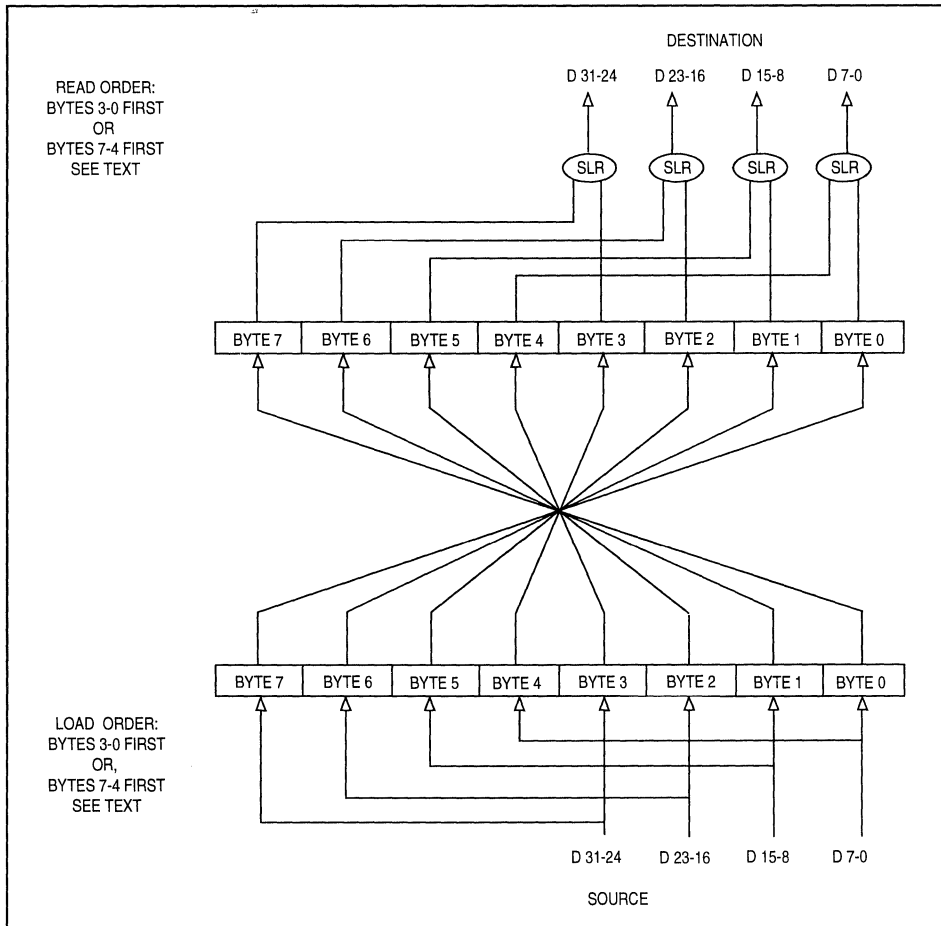 DESTINATION
D 31-24 D 23-16 D 15-8 D 7-0
READ ORDER:
BYTES 3-0 FIRST
OR
BYTES 7-4 FIRST
SEE TEXT
SLR SLR SLR SLR
BYTE 7 BYTE 6 BYTE 5 BYTE 4 BYTE 3 BYTE 2 BYTE 1 BYTE 0
BYTE 7 BYTE 6 BYTE 5 BYTE 4 BYTE 3 BYTE 2 BYTE 1 BYTE 0
LOAD ORDER:
BYTES 3-0 FIRST
OR,
BYTES 7-4 FIRST
SEE TEXT
D 31-24 D 23-16 D 15-8 D 7-0
SOURCE